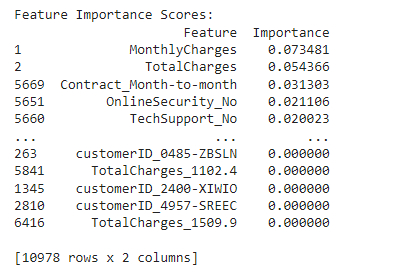 Feature Importance Scores:
Feature Importance
1 MonthlyCharges 0.073481
2 TotalCharges 0.054366
5669 Contract_Month-to-month 0.031303
5651 OnlineSecurity_No 0.021106
5660 TechSupport_No 0.020023
... ... ...
263 customerID_0485-ZBSLN 0.000000
5841 TotalCharges_1102.4 0.000000
1345 customerID_2400-XIWIO 0.000000
2810 customerID_4957-SREEC 0.000000
6416 TotalCharges_1509.9 0.000000
[10978 rows x 2 columns]